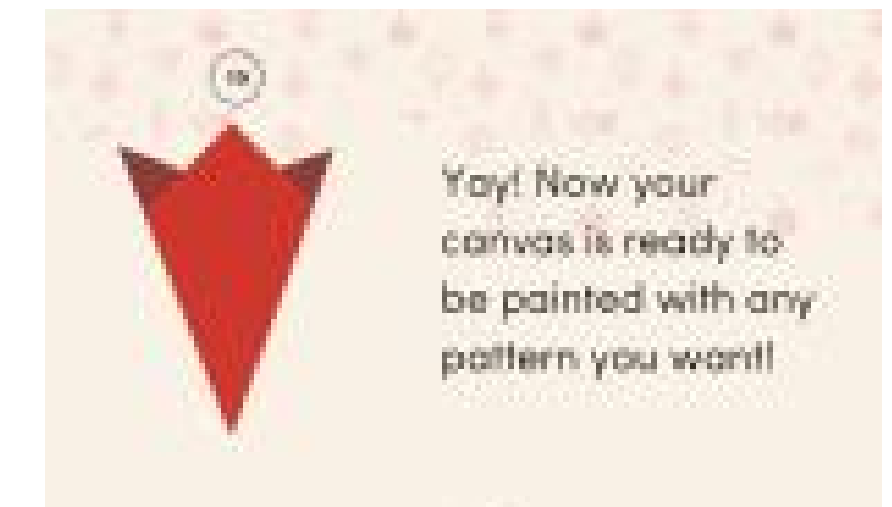 Yay! Now your
canvas is ready to
be painted with any
pattern you want!